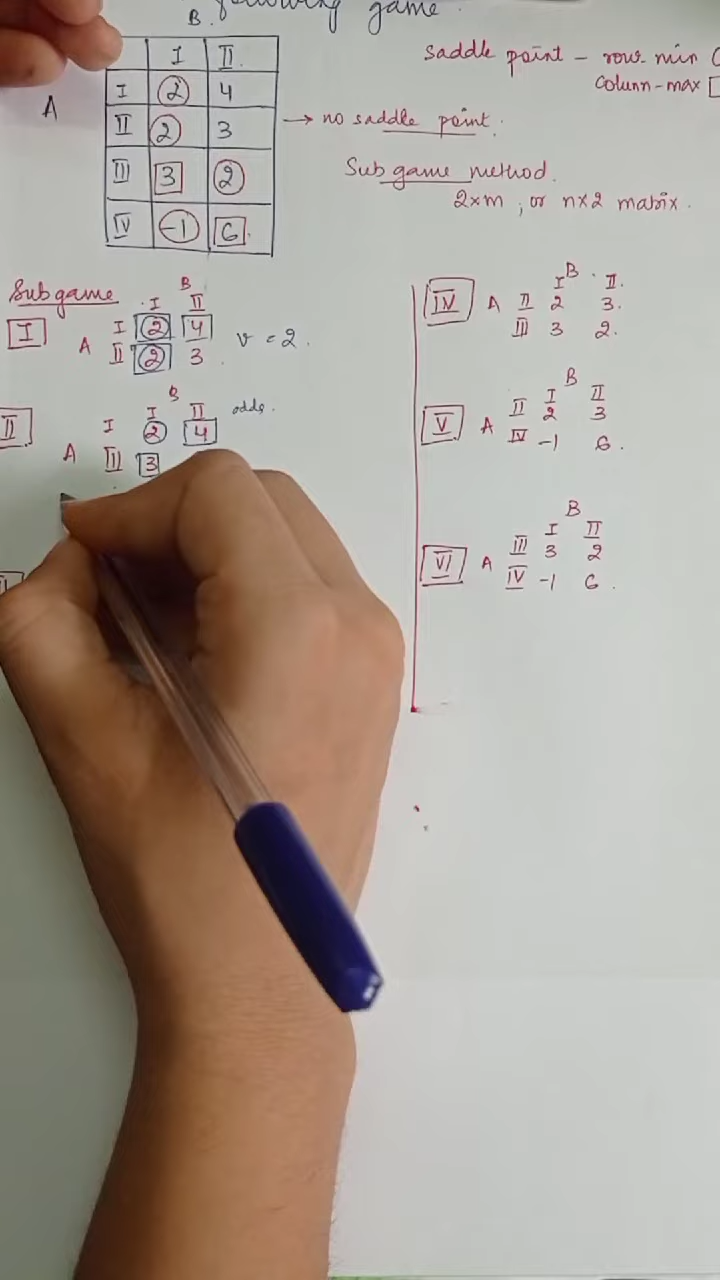 following game.
B.
I II
I 2 4
A
II 2 3
III 3 2
IV -1 6
saddle point - row min
column-max
→ no saddle point.
Subgame method.
2×m, or n×2 matrix.
Subgame
I
B
I II
A
I 2 4
II 2 3
v = 2.
II
B
I II
odds.
I 2 4
A
III 3
IV
B
I II.
A II 2 3.
III 3 2.
V
B
I II
A II 2 3
IV -1 6.
VI
B
I II
A III 3 2
IV -1 6.